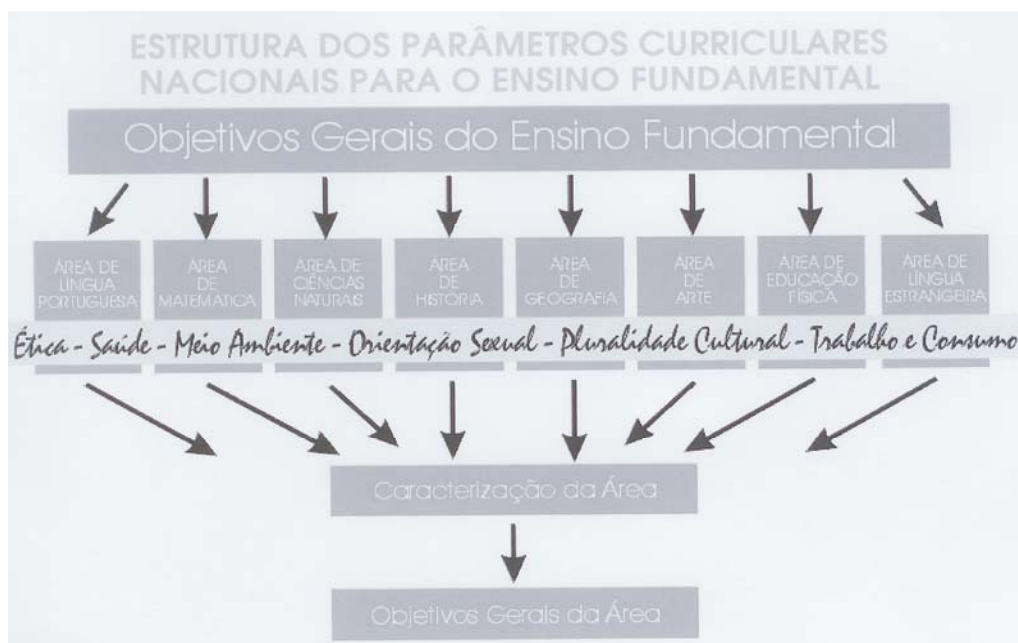 ESTRUTURA DOS PARÂMETROS CURRICULARES
NACIONAIS PARA O ENSINO FUNDAMENTAL
Objetivos Gerais do Ensino Fundamental
ÁREA DE
LÍNGUA
PORTUGUESA
ÁREA
DE
MATEMÁTICA
ÁREA DE
CIÊNCIAS
NATURAIS
ÁREA
DE
HISTÓRIA
ÁREA
DE
GEOGRAFIA
ÁREA
DE
ARTE
ÁREA DE
EDUCAÇÃO
FÍSICA
ÁREA DE
LÍNGUA
ESTRANGEIRA
Ética - Saúde - Meio Ambiente - Orientação Sexual - Pluralidade Cultural - Trabalho e Consumo
Caracterização da Área
Objetivos Gerais da Área